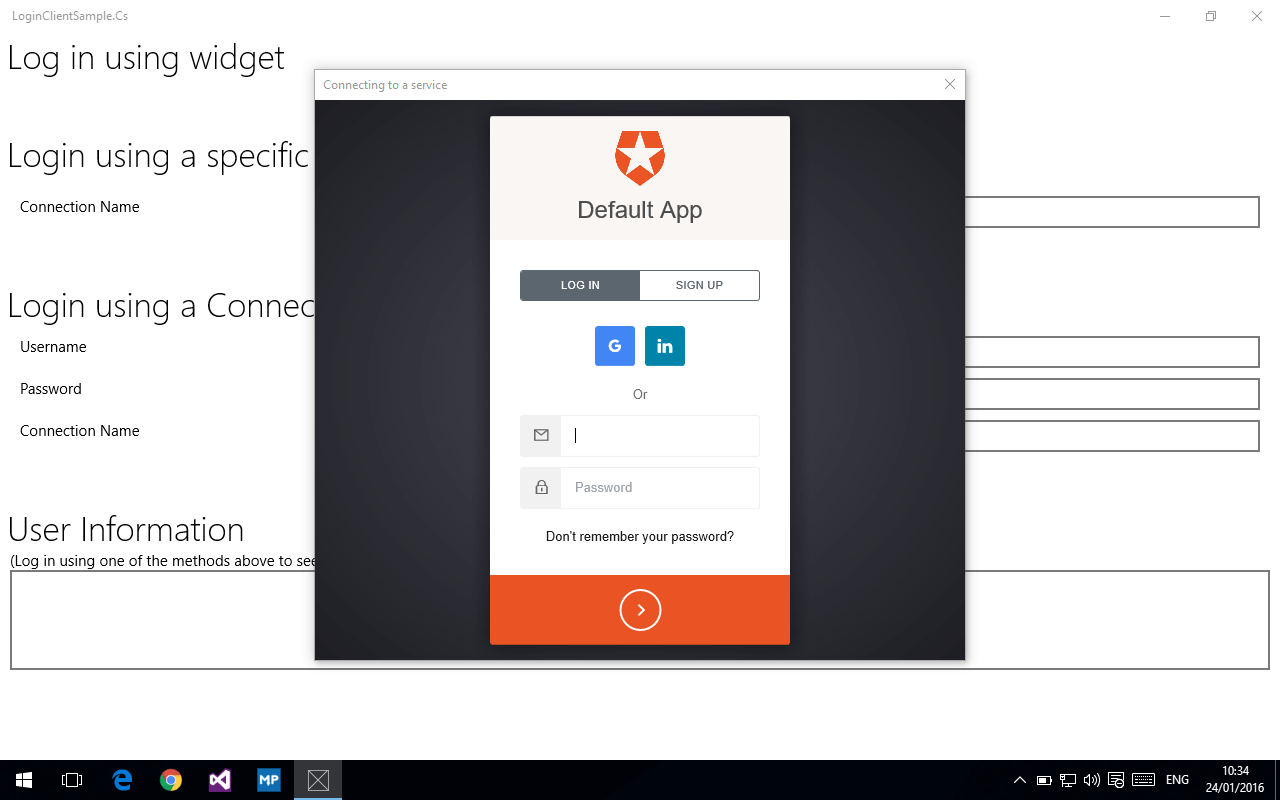 LoginClientSample.Cs
Log in using widget
Connecting to a service
Default App
Login using a specific
Connection Name
LOG IN
SIGN UP
Login using a Connec
G
in
Username
Or
Password
Connection Name
Password
User Information
Don't remember your password?
(Log in using one of the methods above to see
MP
ENG
10:34
24/01/2016